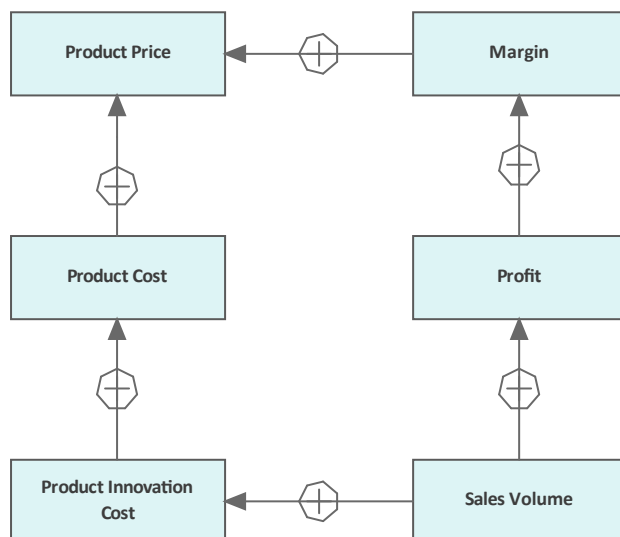 Product Price
Margin
Product Cost
Profit
Product Innovation
Cost
Sales Volume